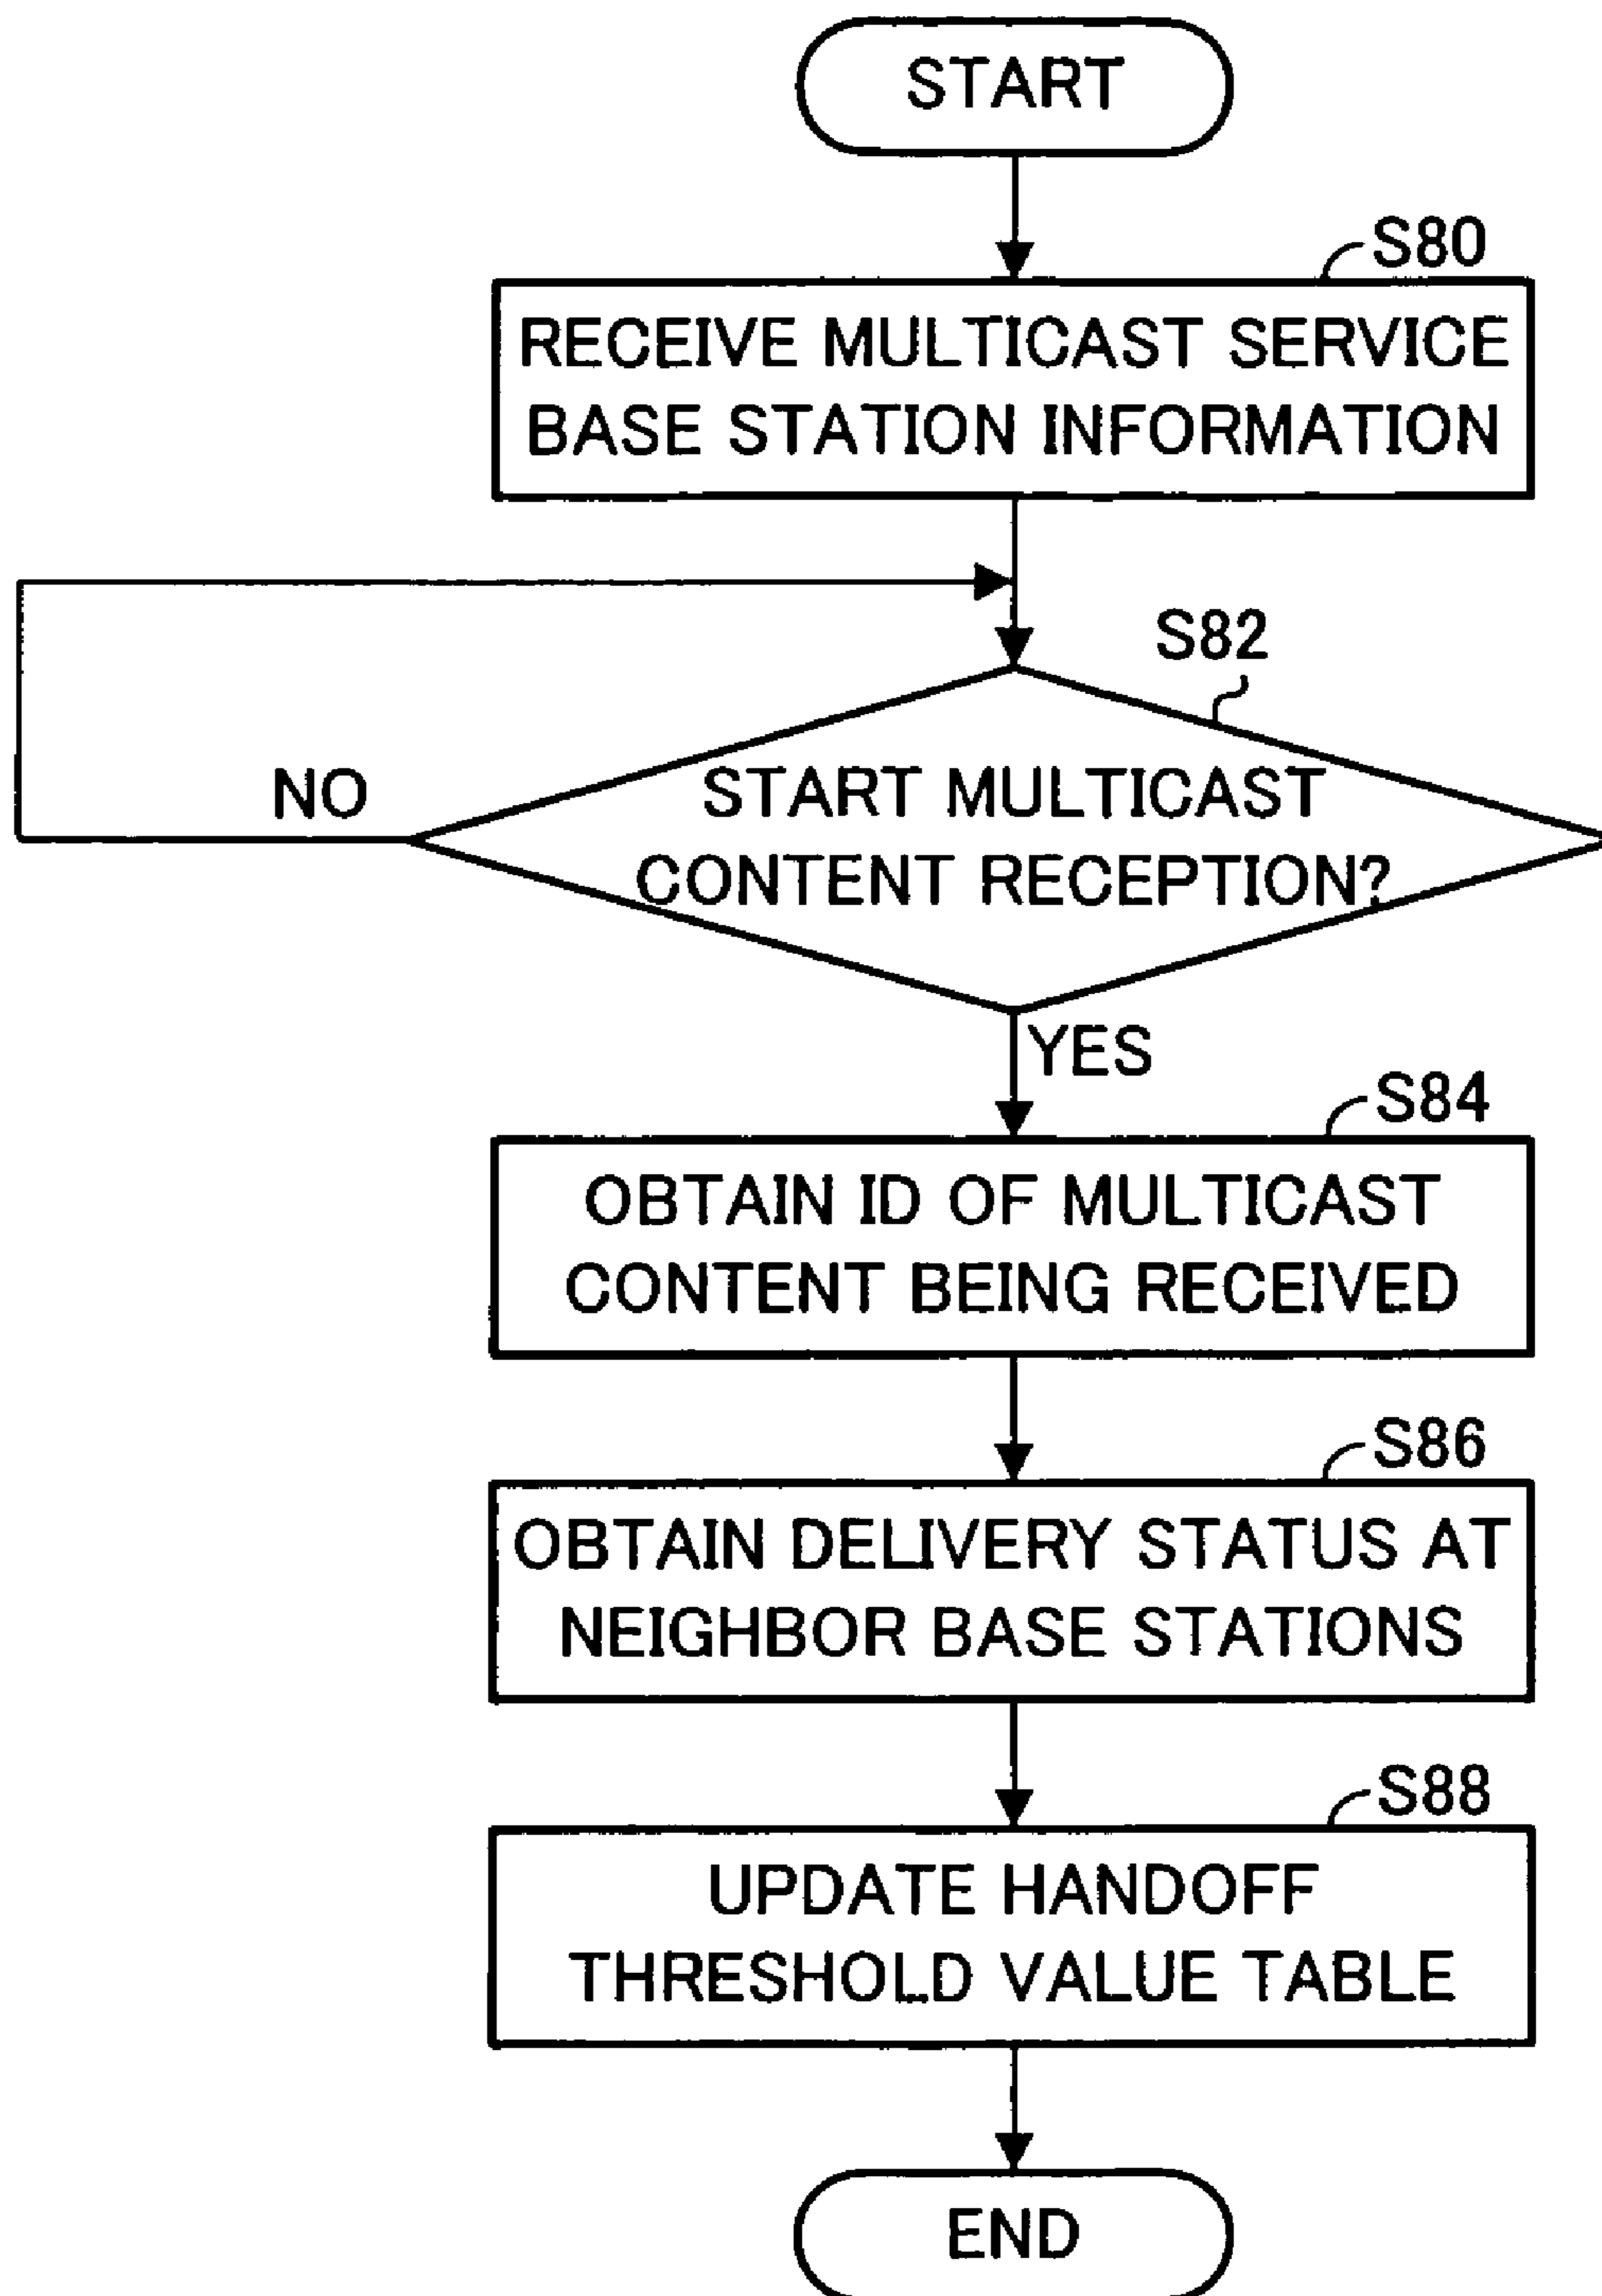 START
S80
RECEIVE MULTICAST SERVICE
BASE STATION INFORMATION
S82
START MULTICAST
CONTENT RECEPTION?
NO
YES
S84
OBTAIN ID OF MULTICAST
CONTENT BEING RECEIVED
S86
OBTAIN DELIVERY STATUS AT
NEIGHBOR BASE STATIONS
S88
UPDATE HANDOFF
THRESHOLD VALUE TABLE
END